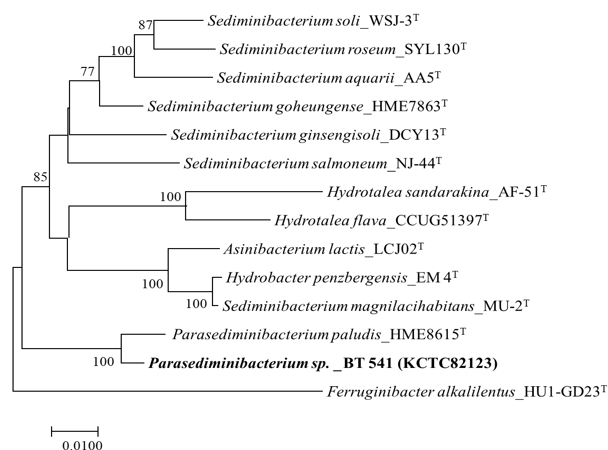 87
Sediminibacterium soli_WSJ-3ᵀ
Sediminibacterium roseum_SYL130ᵀ
100
Sediminibacterium aquarii_AA5ᵀ
77
Sediminibacterium goheungense_HME7863ᵀ
Sediminibacterium ginsengisoli_DCY13ᵀ
Sediminibacterium salmoneum_NJ-44ᵀ
85
Hydrotalea sandarakina_AF-51ᵀ
100
Hydrotalea flava_CCUG51397ᵀ
Asinibacterium lactis_LCJ02ᵀ
100
Hydrobacter penzbergensis_EM 4ᵀ
100
Sediminibacterium magnilacihabitans_MU-2ᵀ
Parasediminibacterium paludis_HME8615ᵀ
100
Parasediminibacterium sp. _BT 541 (KCTC82123)
Ferruginibacter alkalilentus_HU1-GD23ᵀ
0.0100